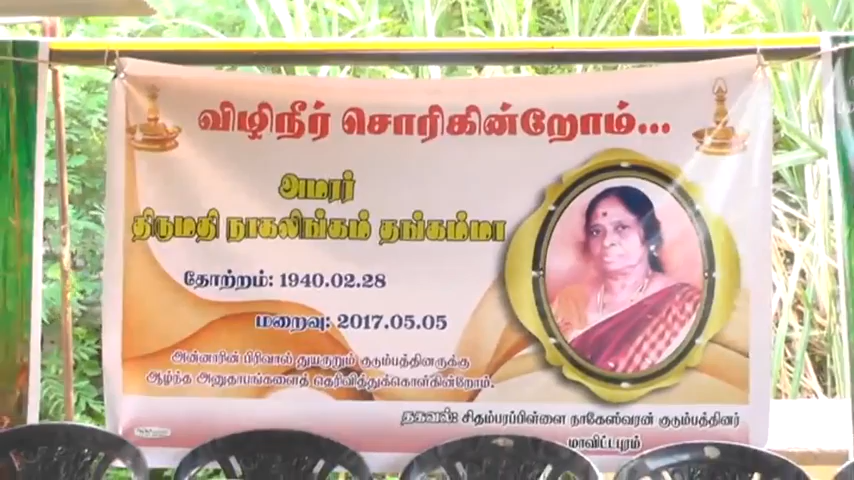 விழிநீர் சொரிகின்றோம்...
அமரர்
திருமதி நாகலிங்கம் தங்கம்மா
தோற்றம்: 1940.02.28
மறைவு: 2017.05.05
அன்னாரின் பிரிவால் துயருறும் குடும்பத்தினருக்கு
ஆழ்ந்த அனுதாபங்களைத் தெரிவித்துக்கொள்கின்றோம்.
தகவல்: சிதம்பரப்பிள்ளை நாகேஸ்வரன் குடும்பத்தினர்
மாவிட்டபுரம்